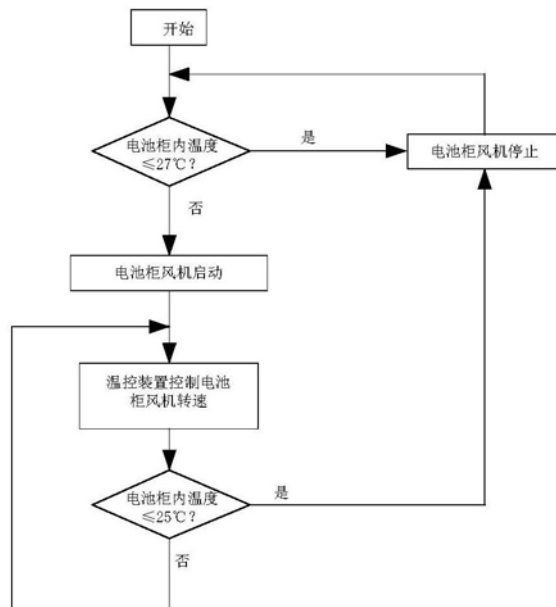 开始
电池柜内温度
≤27℃？
是
电池柜风机停止
否
电池柜风机启动
温控装置控制电池
柜风机转速
电池柜内温度
≤25℃？
是
否